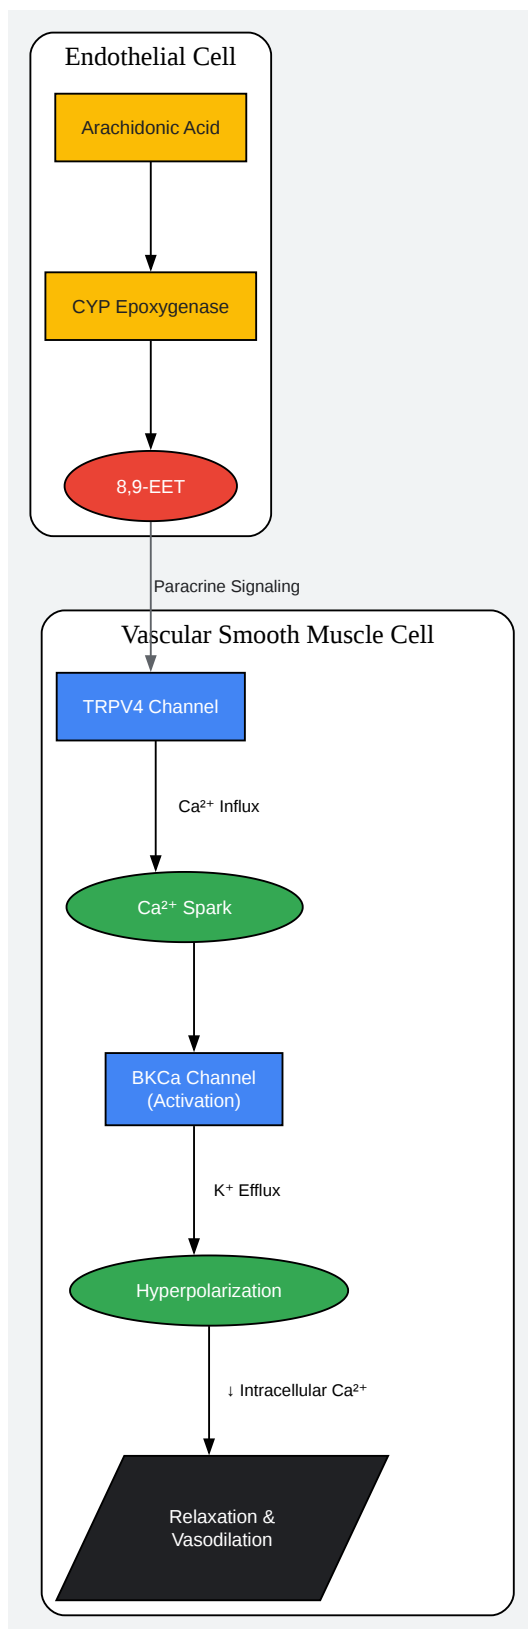 Endothelial Cell
Arachidonic Acid
CYP Epoxygenase
8,9-EET
Paracrine Signaling
Vascular Smooth Muscle Cell
TRPV4 Channel
Ca²⁺ Influx
Ca²⁺ Spark
BKCa Channel
(Activation)
K⁺ Efflux
Hyperpolarization
↓ Intracellular Ca²⁺
Relaxation &
Vasodilation